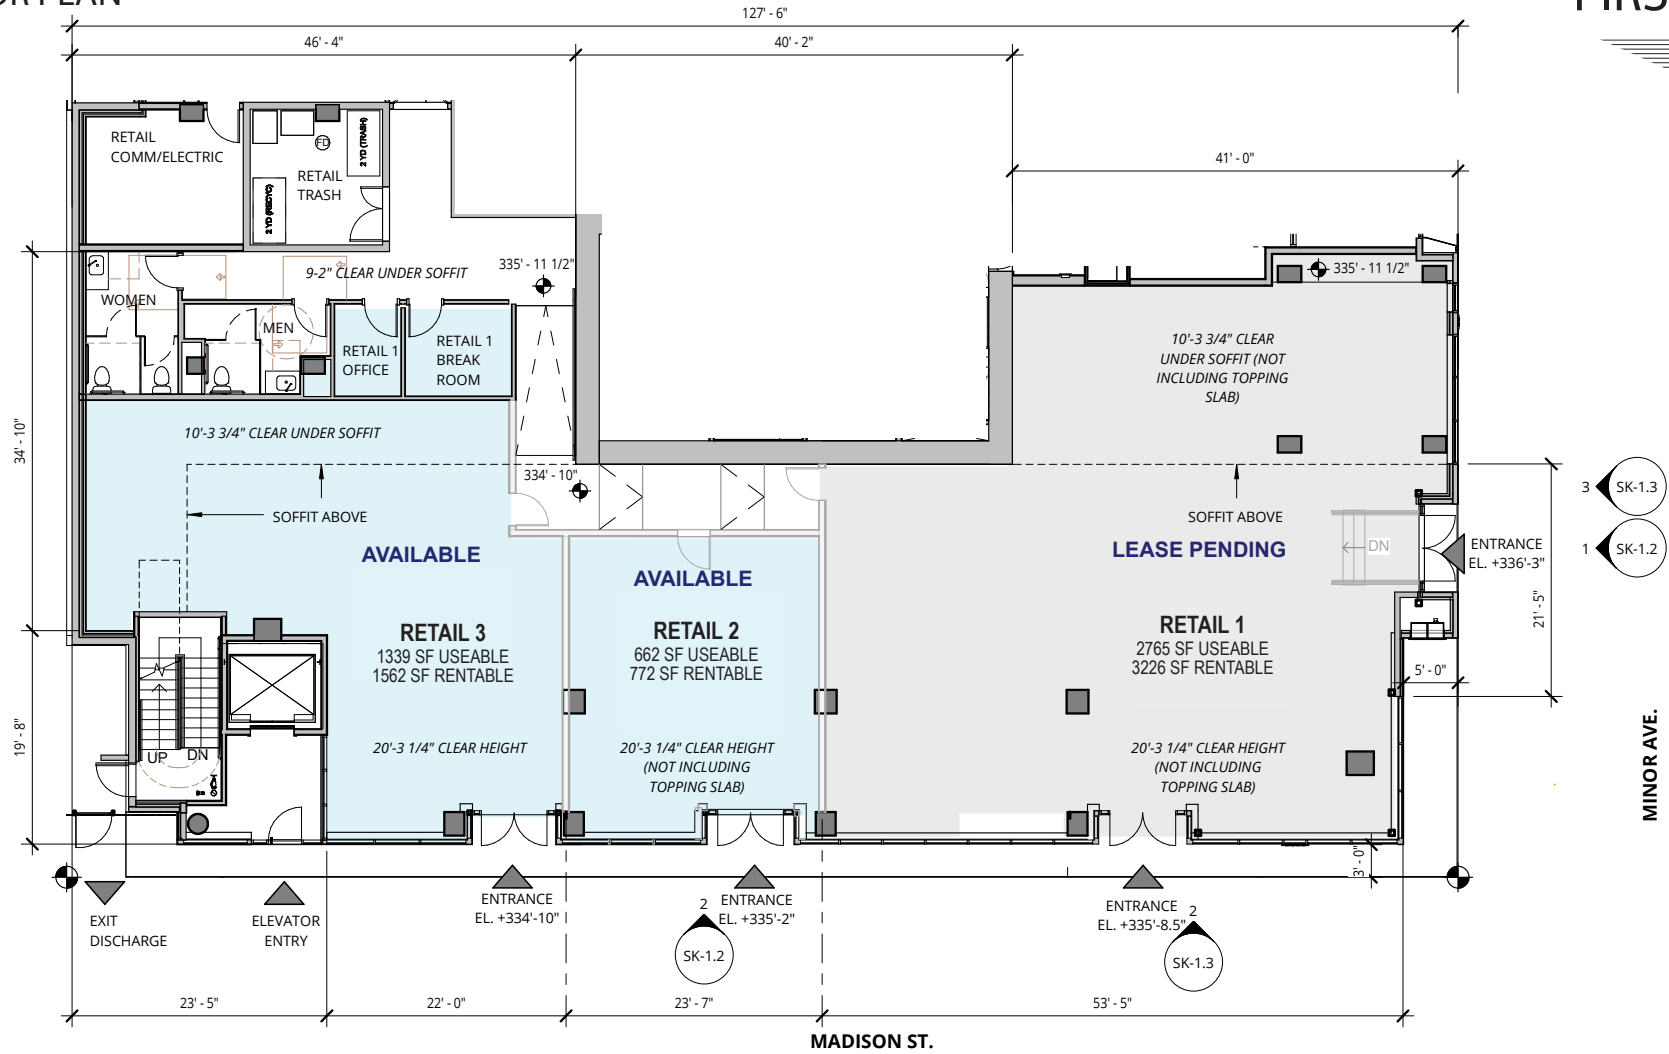 127' - 6"
46' - 4"
40' - 2"
41' - 0"
RETAIL
COMM/ELECTRIC
FD
2 YD (TRASH)
RETAIL
TRASH
2 YD (RECYC)
9-2" CLEAR UNDER SOFFIT
335' - 11 1/2"
335' - 11 1/2"
WOMEN
MEN
RETAIL 1
OFFICE
RETAIL 1
BREAK
ROOM
10'-3 3/4" CLEAR
UNDER SOFFIT (NOT
INCLUDING TOPPING
SLAB)
34' - 10"
10'-3 3/4" CLEAR UNDER SOFFIT
334' - 10"
SOFFIT ABOVE
SOFFIT ABOVE
3
SK-1.3
AVAILABLE
AVAILABLE
LEASE PENDING
DN
ENTRANCE
EL. +336'-3"
1
SK-1.2
21' - 5"
RETAIL 3
1339 SF USEABLE
1562 SF RENTABLE
RETAIL 2
662 SF USEABLE
772 SF RENTABLE
RETAIL 1
2765 SF USEABLE
3226 SF RENTABLE
5' - 0"
19' - 8"
UP
DN
20'-3 1/4" CLEAR HEIGHT
20'-3 1/4" CLEAR HEIGHT
(NOT INCLUDING
TOPPING SLAB)
20'-3 1/4" CLEAR HEIGHT
(NOT INCLUDING
TOPPING SLAB)
MINOR AVE.
3' - 0"
EXIT
DISCHARGE
ELEVATOR
ENTRY
ENTRANCE
EL. +334'-10"
2
SK-1.2
ENTRANCE
EL. +335'-2"
ENTRANCE
EL. +335'-8.5"
2
SK-1.3
23' - 5"
22' - 0"
23' - 7"
53' - 5"
MADISON ST.